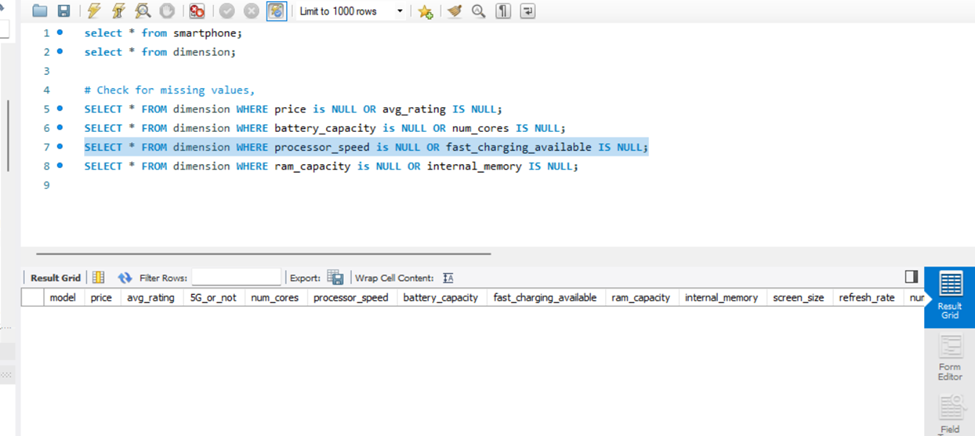 Limit to 1000 rows
1 select * from smartphone;
2 select * from dimension;
3
4 # Check for missing values,
5 SELECT * FROM dimension WHERE price is NULL OR avg_rating IS NULL;
6 SELECT * FROM dimension WHERE battery_capacity is NULL OR num_cores IS NULL;
7 SELECT * FROM dimension WHERE processor_speed is NULL OR fast_charging_available IS NULL;
8 SELECT * FROM dimension WHERE ram_capacity is NULL OR internal_memory IS NULL;
9
Result Grid Filter Rows: Export: Wrap Cell Content:
model price avg_rating 5G_or_not num_cores processor_speed battery_capacity fast_charging_available ram_capacity internal_memory screen_size refresh_rate nur
Result
Grid
Form
Editor
Field